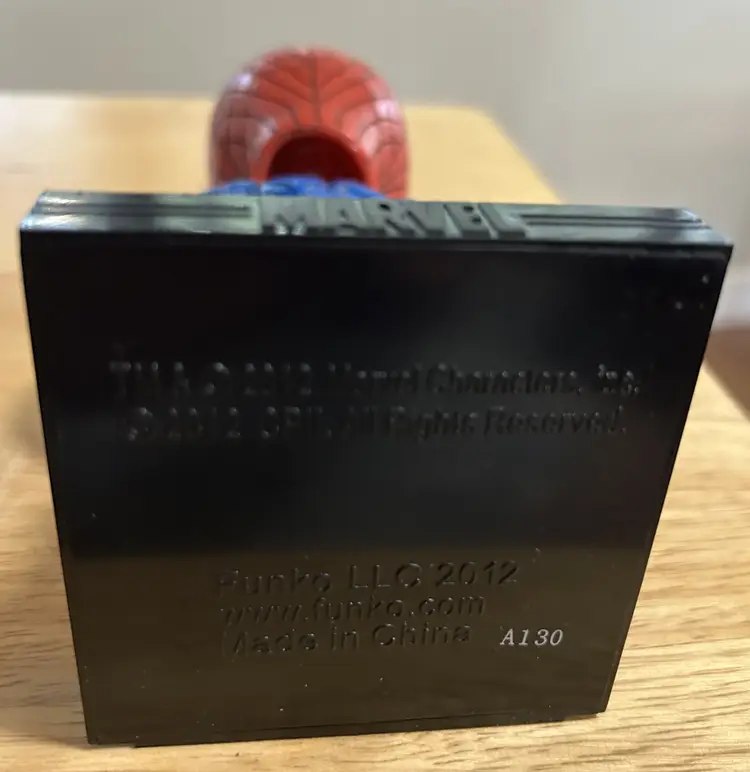 MARVEL
TM & © 2012 Marvel Characters, Inc.
© 2012 SPII. All Rights Reserved.
Funko LLC 2012
www.funko.com
Made in China A130